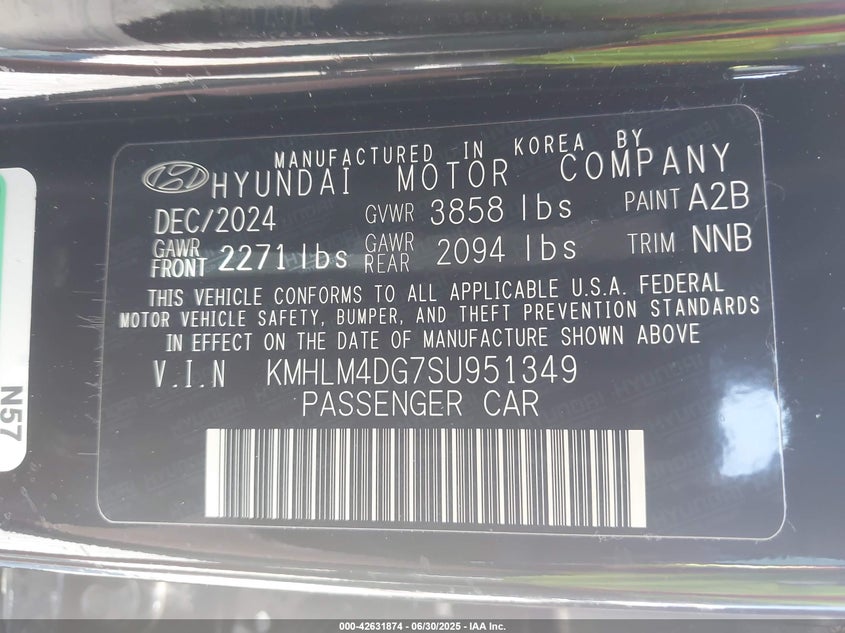 MANUFACTURED IN KOREA BY
HYUNDAI MOTOR COMPANY
DEC/2024 GVWR 3858 lbs PAINT A2B
GAWR FRONT 2271 lbs GAWR REAR 2094 lbs TRIM NNB
THIS VEHICLE CONFORMS TO ALL APPLICABLE U.S.A. FEDERAL
MOTOR VEHICLE SAFETY, BUMPER, AND THEFT PREVENTION STANDARDS
IN EFFECT ON THE DATE OF MANUFACTURE SHOWN ABOVE
V.I.N KMHLM4DG7SU951349
PASSENGER CAR
N57
000-42631874 | 06/30/2025 - IAA Inc.